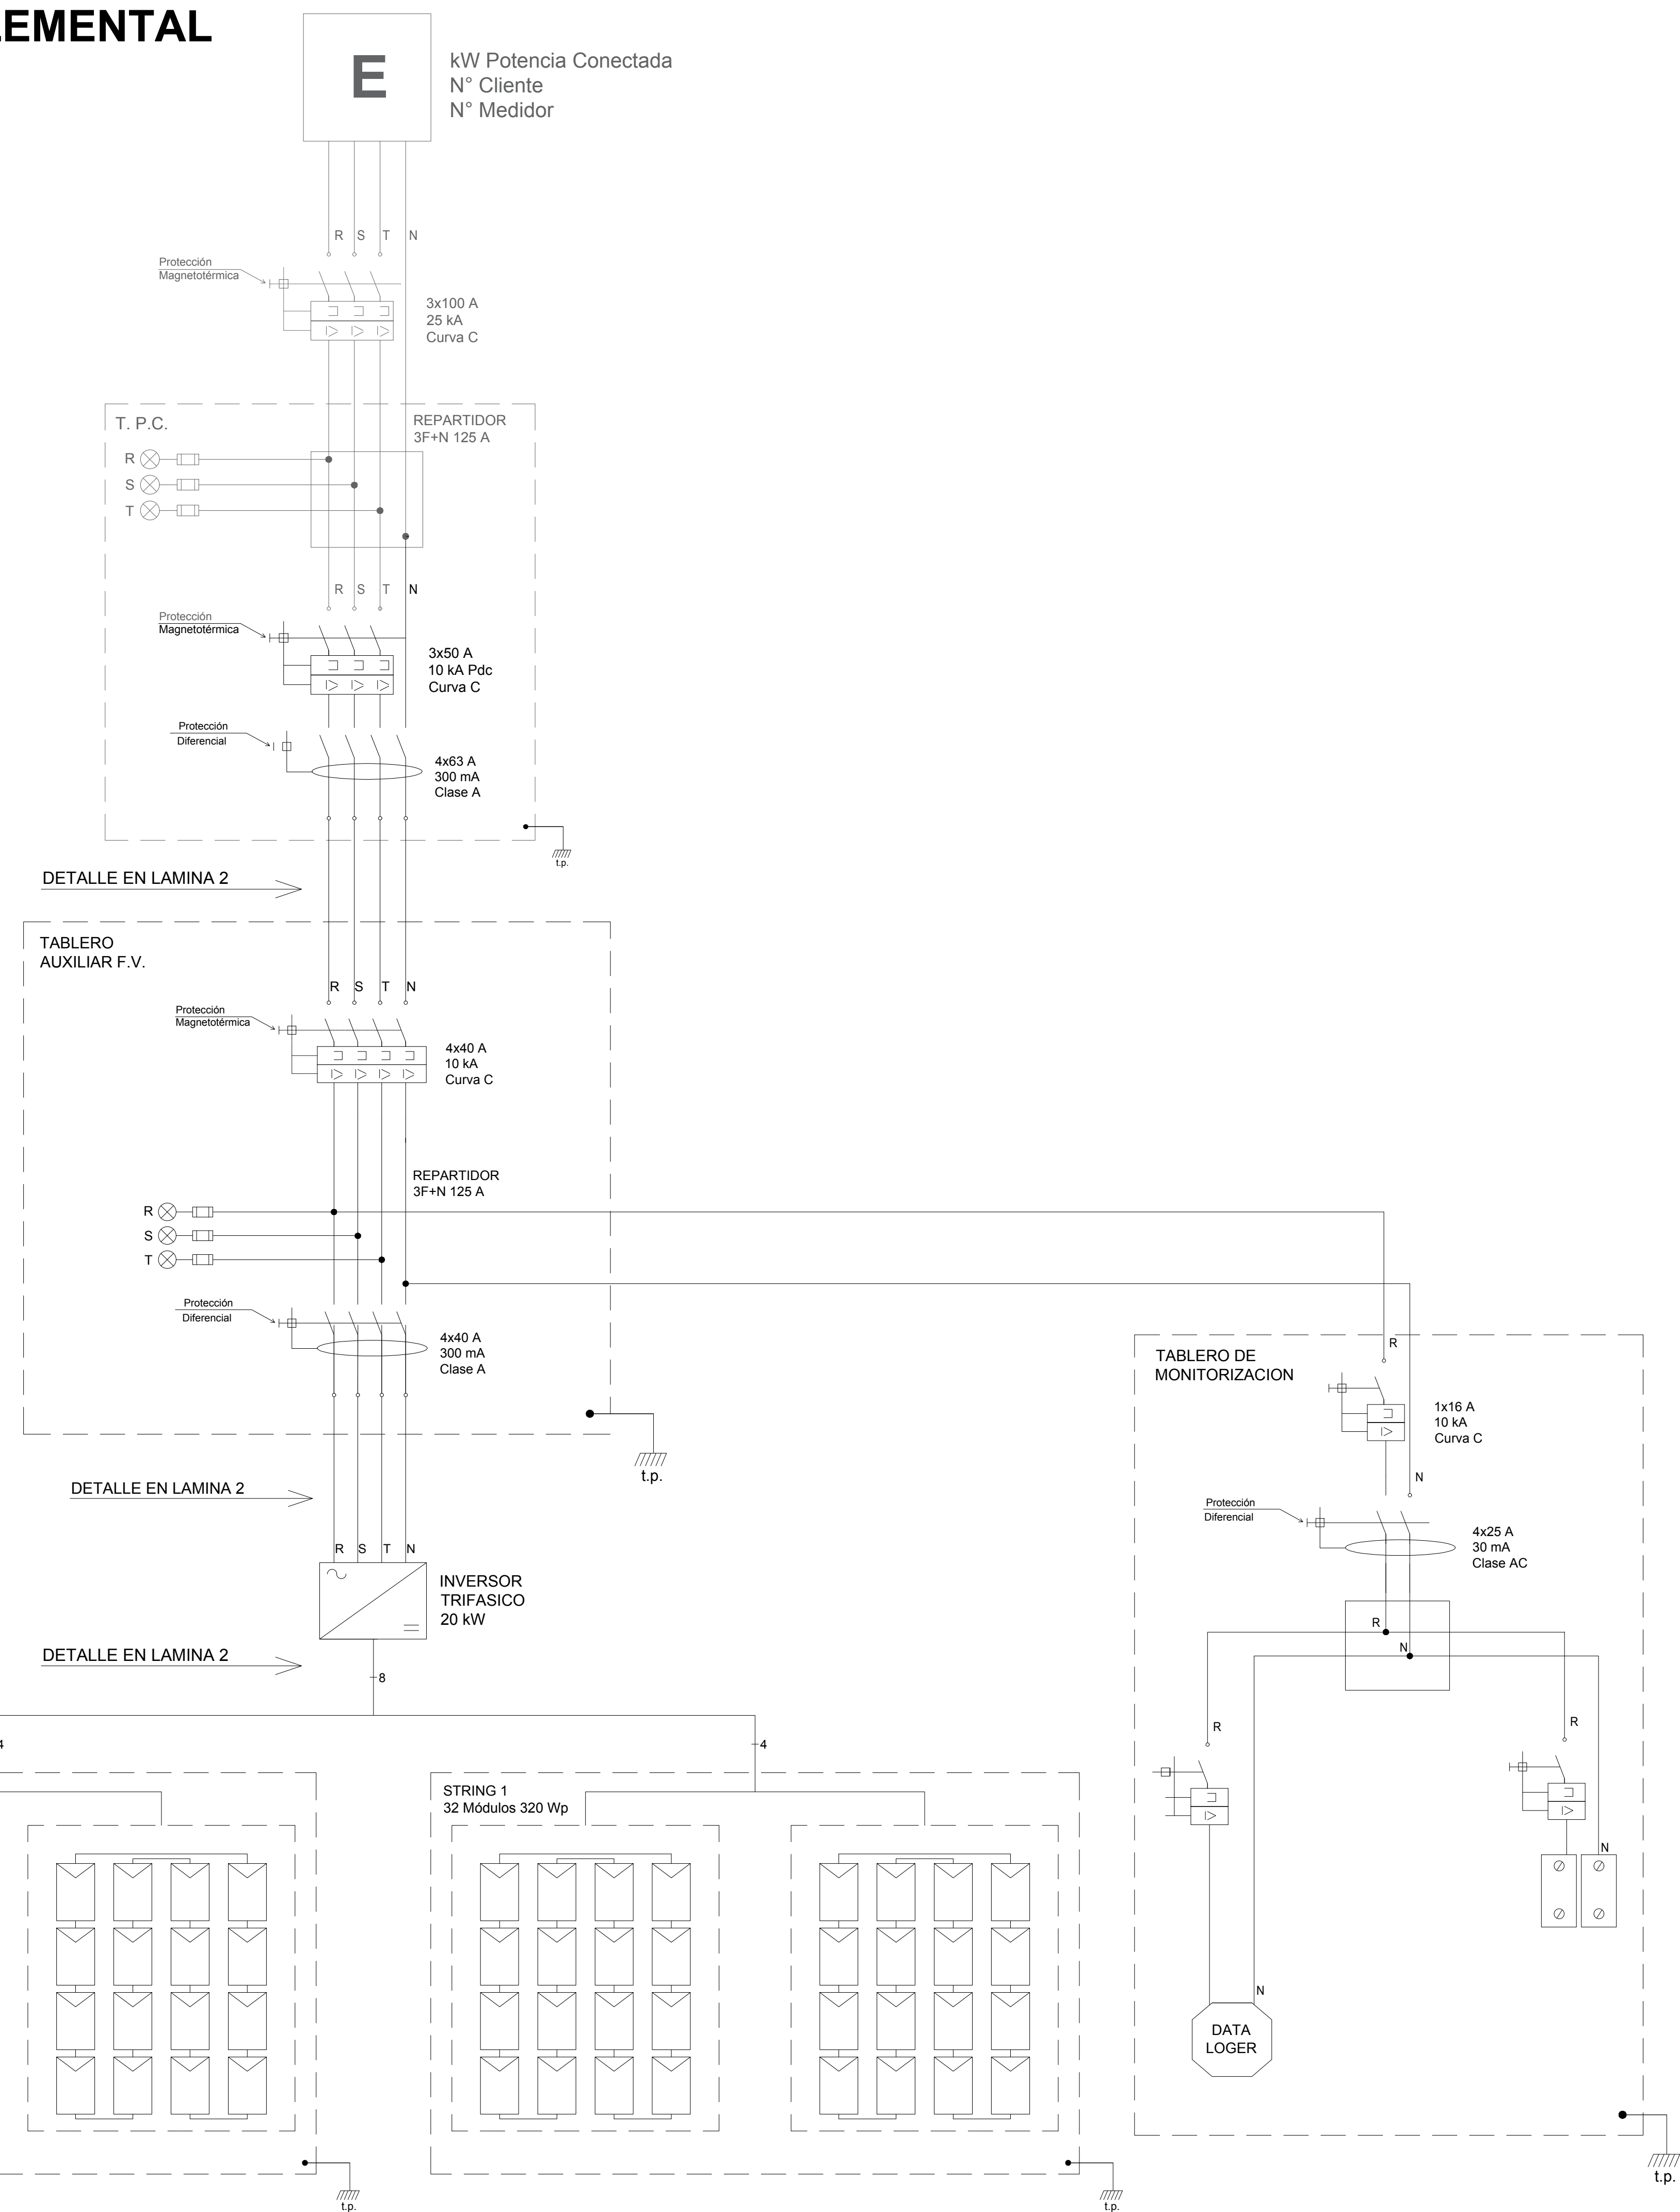 EMENTAL
E
kW Potencia Conectada
N° Cliente
N° Medidor
R S T N
Protección
Magnetotérmica
3x100 A
25 kA
Curva C
T. P.C.
REPARTIDOR
3F+N 125 A
R
S
T
R S T N
Protección
Magnetotérmica
3x50 A
10 kA Pdc
Curva C
Protección
Diferencial
4x63 A
300 mA
Clase A
t.p.
DETALLE EN LAMINA 2
TABLERO
AUXILIAR F.V.
R S T N
Protección
Magnetotérmica
4x40 A
10 kA
Curva C
REPARTIDOR
3F+N 125 A
R
S
T
Protección
Diferencial
4x40 A
300 mA
Clase A
t.p.
DETALLE EN LAMINA 2
R S T N
INVERSOR
TRIFASICO
20 kW
DETALLE EN LAMINA 2
8
4
4
STRING 1
32 Módulos 320 Wp
t.p.
t.p.
TABLERO DE
MONITORIZACION
R
1x16 A
10 kA
Curva C
N
Protección
Diferencial
4x25 A
30 mA
Clase AC
R
N
R
R
N
N
DATA
LOGER
t.p.